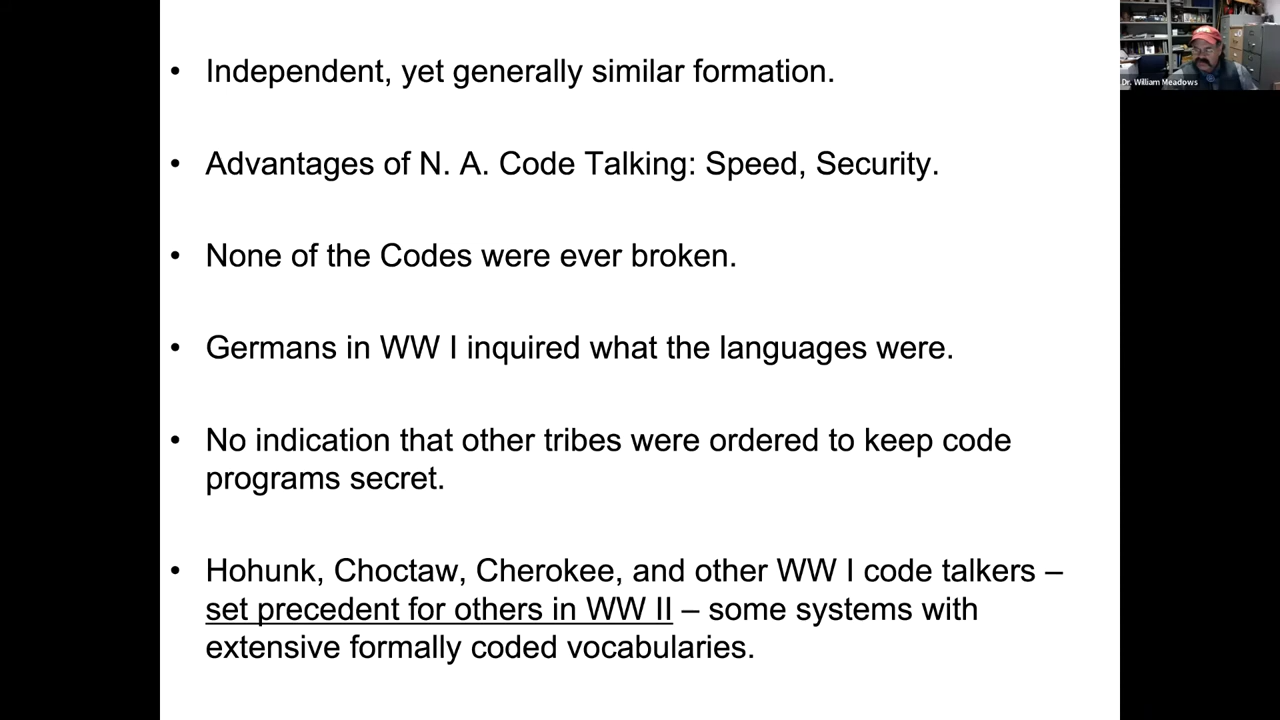 • Independent, yet generally similar formation.
• Advantages of N. A. Code Talking: Speed, Security.
• None of the Codes were ever broken.
• Germans in WW I inquired what the languages were.
• No indication that other tribes were ordered to keep code
programs secret.
• Hohunk, Choctaw, Cherokee, and other WW I code talkers –
set precedent for others in WW II – some systems with
extensive formally coded vocabularies.
Dr. William Meadows